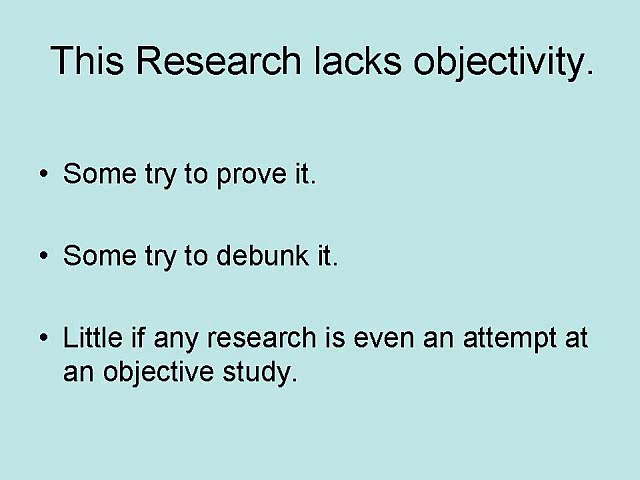 This Research lacks objectivity.
• Some try to prove it.
• Some try to debunk it.
• Little if any research is even an attempt at
an objective study.